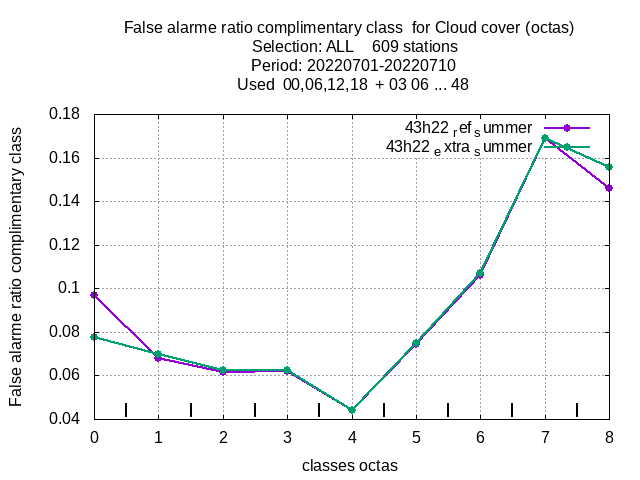 False alarme ratio complimentary class  for Cloud cover (octas)
Selection: ALL    609 stations
Period: 20220701-20220710
Used  00,06,12,18  + 03 06 ... 48
False alarme ratio complimentary class
0.18
0.16
0.14
0.12
0.1
0.08
0.06
0.04
43h22 ref summer
43h22 extra summer
0 1 2 3 4 5 6 7 8
classes octas